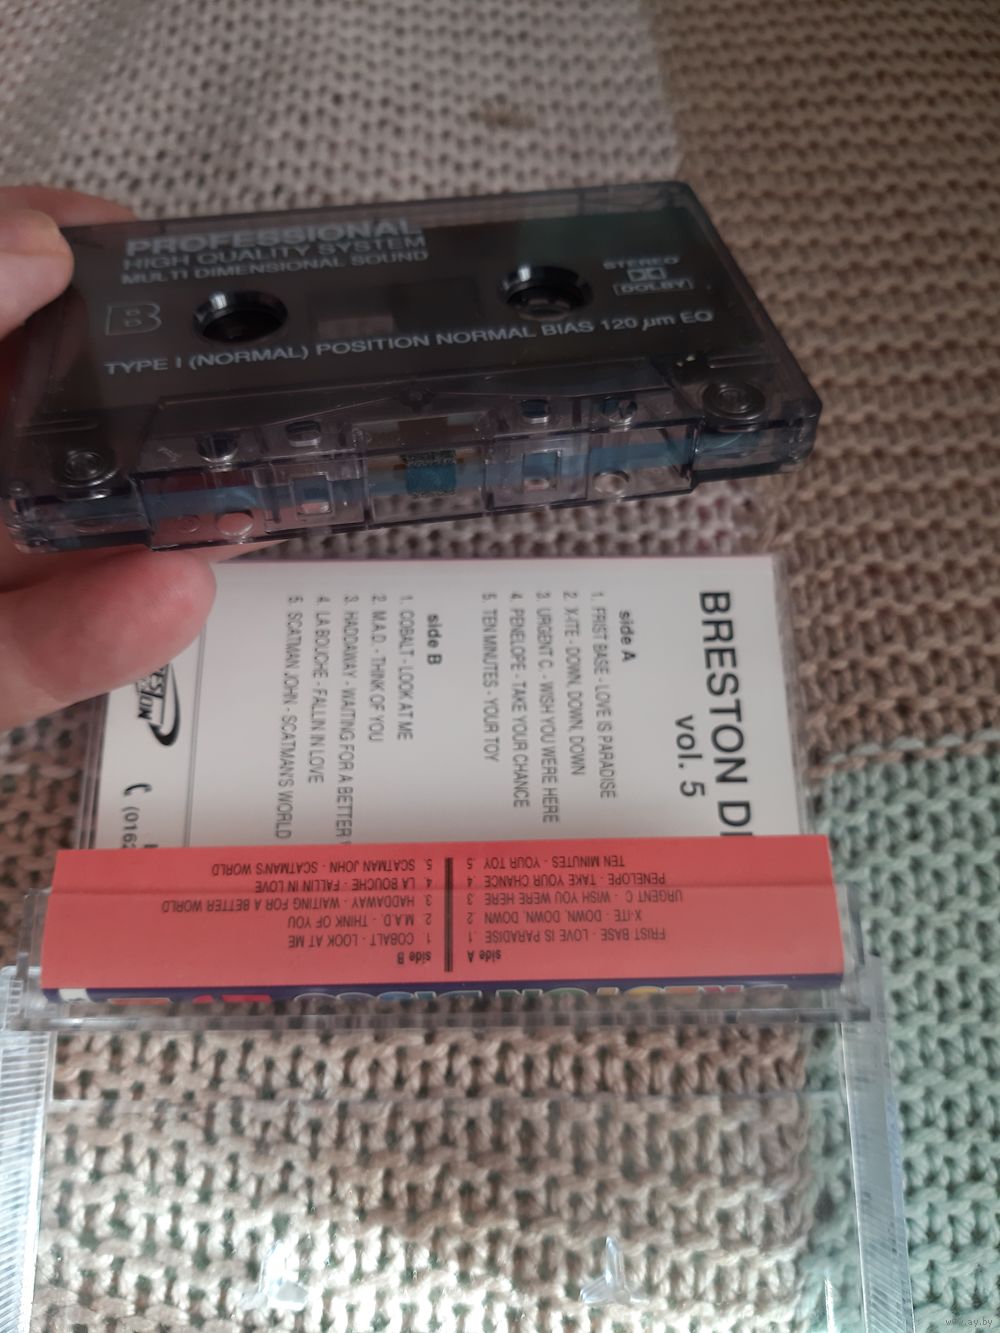 PROFESSIONAL
HIGH QUALITY SYSTEM
MULTI DIMENSIONAL SOUND
B
STEREO
DOLBY
TYPE I (NORMAL) POSITION NORMAL BIAS 120 µm EQ
BRESTON
vol. 5
side A
1. FRIST BASE - LOVE IS PARADISE
2. X-ITE - DOWN, DOWN, DOWN
3. URGENT C. - WISH YOU WERE HERE
4. PENELOPE - TAKE YOUR CHANCE
5. TEN MINUTES - YOUR TOY
side B
1. COBALT - LOOK AT ME
2. M.A.D. - THINK OF YOU
3. HADDAWAY - WAITING FOR A BETTER
4. LA BOUCHE - FALLIN IN LOVE
5. SCATMAN JOHN - SCATMAN'S WORLD
(0162
side A
FRIST BASE - LOVE IS PARADISE .1
X-ITE - DOWN, DOWN, DOWN .2
URGENT C. - WISH YOU WERE HERE .3
PENELOPE - TAKE YOUR CHANCE .4
TEN MINUTES - YOUR TOY .5
side B
1. COBALT - LOOK AT ME
2. M.A.D. - THINK OF YOU
3. HADDAWAY - WAITING FOR A BETTER WORLD
4. LA BOUCHE - FALLIN IN LOVE
5. SCATMAN JOHN - SCATMAN'S WORLD
www.ay.by